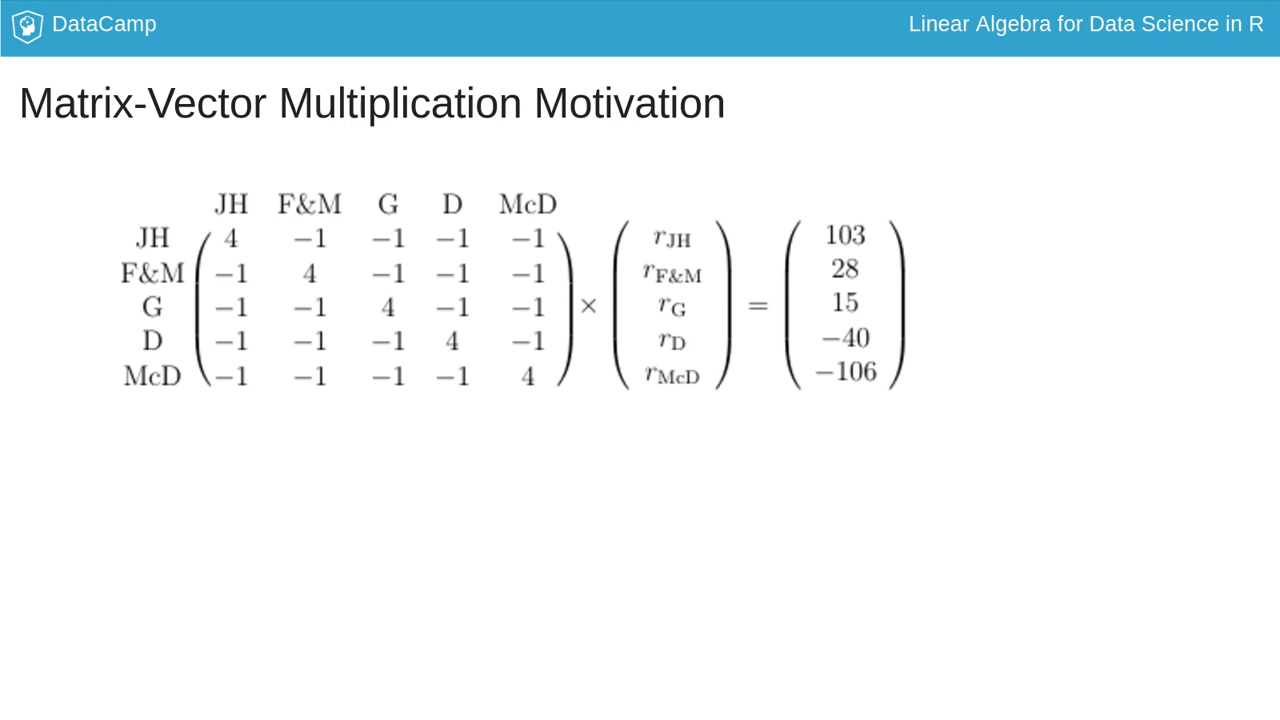 DataCamp
Linear Algebra for Data Science in R
Matrix-Vector Multiplication Motivation
JH F&M G D McD
JH 4 −1 −1 −1 −1 r_JH 103
F&M −1 4 −1 −1 −1 r_F&M 28
G −1 −1 4 −1 −1 × r_G = 15
D −1 −1 −1 4 −1 r_D −40
McD −1 −1 −1 −1 4 r_McD −106